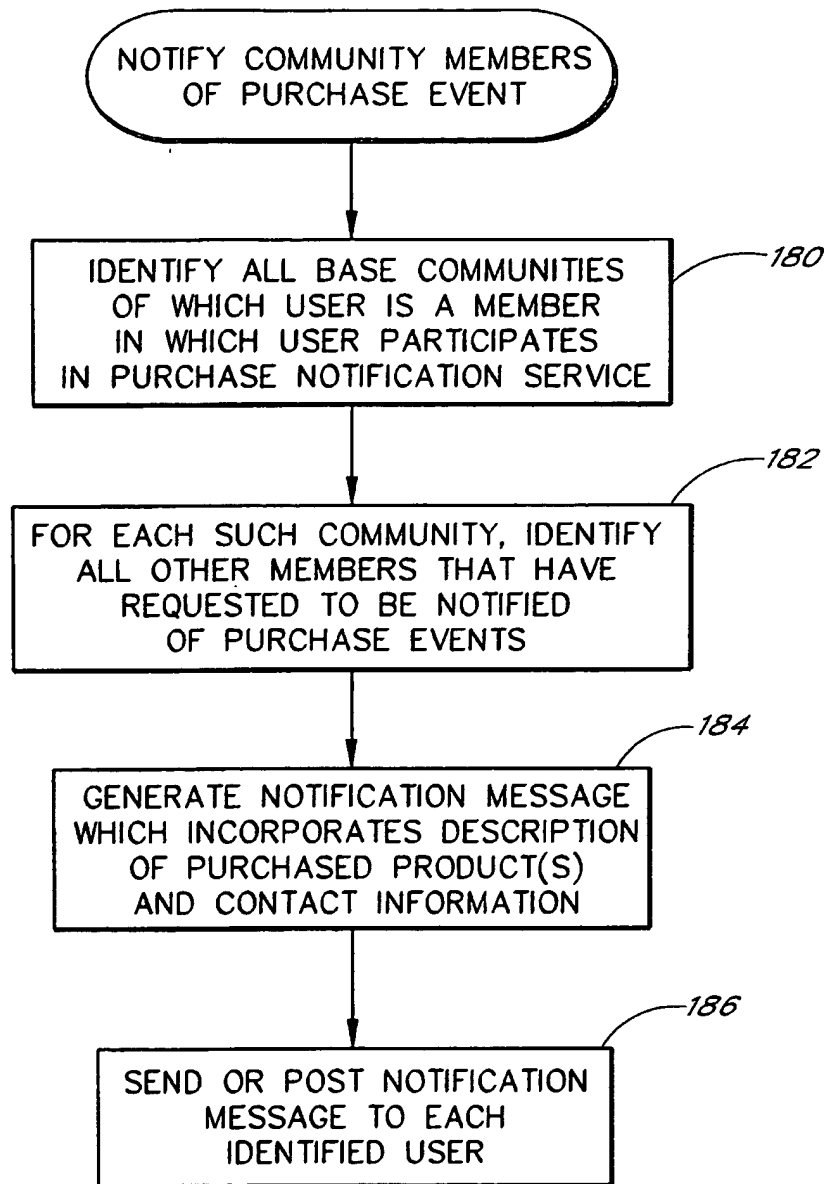 NOTIFY COMMUNITY MEMBERS
OF PURCHASE EVENT
180
IDENTIFY ALL BASE COMMUNITIES
OF WHICH USER IS A MEMBER
IN WHICH USER PARTICIPATES
IN PURCHASE NOTIFICATION SERVICE
182
FOR EACH SUCH COMMUNITY, IDENTIFY
ALL OTHER MEMBERS THAT HAVE
REQUESTED TO BE NOTIFIED
OF PURCHASE EVENTS
184
GENERATE NOTIFICATION MESSAGE
WHICH INCORPORATES DESCRIPTION
OF PURCHASED PRODUCT(S)
AND CONTACT INFORMATION
186
SEND OR POST NOTIFICATION
MESSAGE TO EACH
IDENTIFIED USER